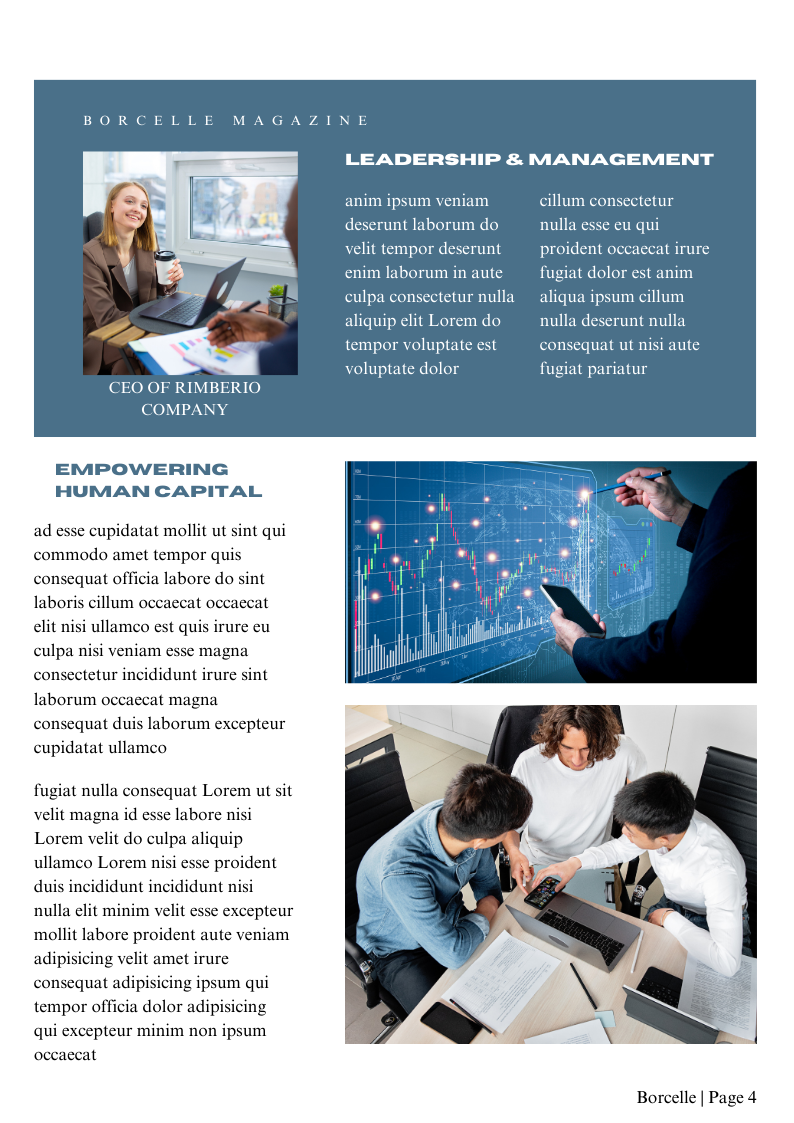 BORCELLE MAGAZINE
CEO OF RIMBERIO
COMPANY
LEADERSHIP & MANAGEMENT
anim ipsum veniam
deserunt laborum do
velit tempor deserunt
enim laborum in aute
culpa consectetur nulla
aliquip elit Lorem do
tempor voluptate est
voluptate dolor
cillum consectetur
nulla esse eu qui
proident occaecat irure
fugiat dolor est anim
aliqua ipsum cillum
nulla deserunt nulla
consequat ut nisi aute
fugiat pariatur
EMPOWERING
HUMAN CAPITAL
ad esse cupidatat mollit ut sint qui
commodo amet tempor quis
consequat officia labore do sint
laboris cillum occaecat occaecat
elit nisi ullamco est quis irure eu
culpa nisi veniam esse magna
consectetur incididunt irure sint
laborum occaecat magna
consequat duis laborum excepteur
cupidatat ullamco
fugiat nulla consequat Lorem ut sit
velit magna id esse labore nisi
Lorem velit do culpa aliquip
ullamco Lorem nisi esse proident
duis incididunt incididunt nisi
nulla elit minim velit esse excepteur
mollit labore proident aute veniam
adipisicing velit amet irure
consequat adipisicing ipsum qui
tempor officia dolor adipisicing
qui excepteur minim non ipsum
occaecat
Borcelle | Page 4